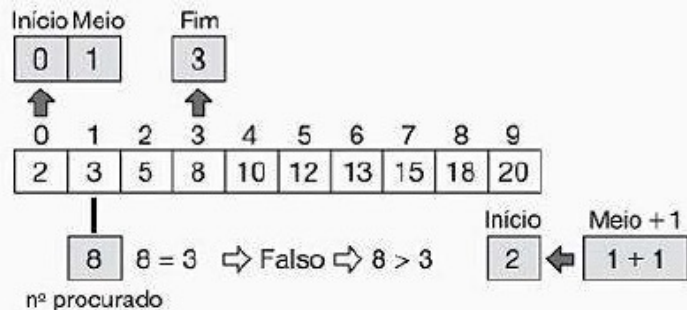 Início Meio Fim
0 1 3
0 1 2 3 4 5 6 7 8 9
2 3 5 8 10 12 13 15 18 20
Início Meio + 1
8 8 = 3 ⇨ Falso ⇨ 8 > 3 2 1 + 1
nº procurado